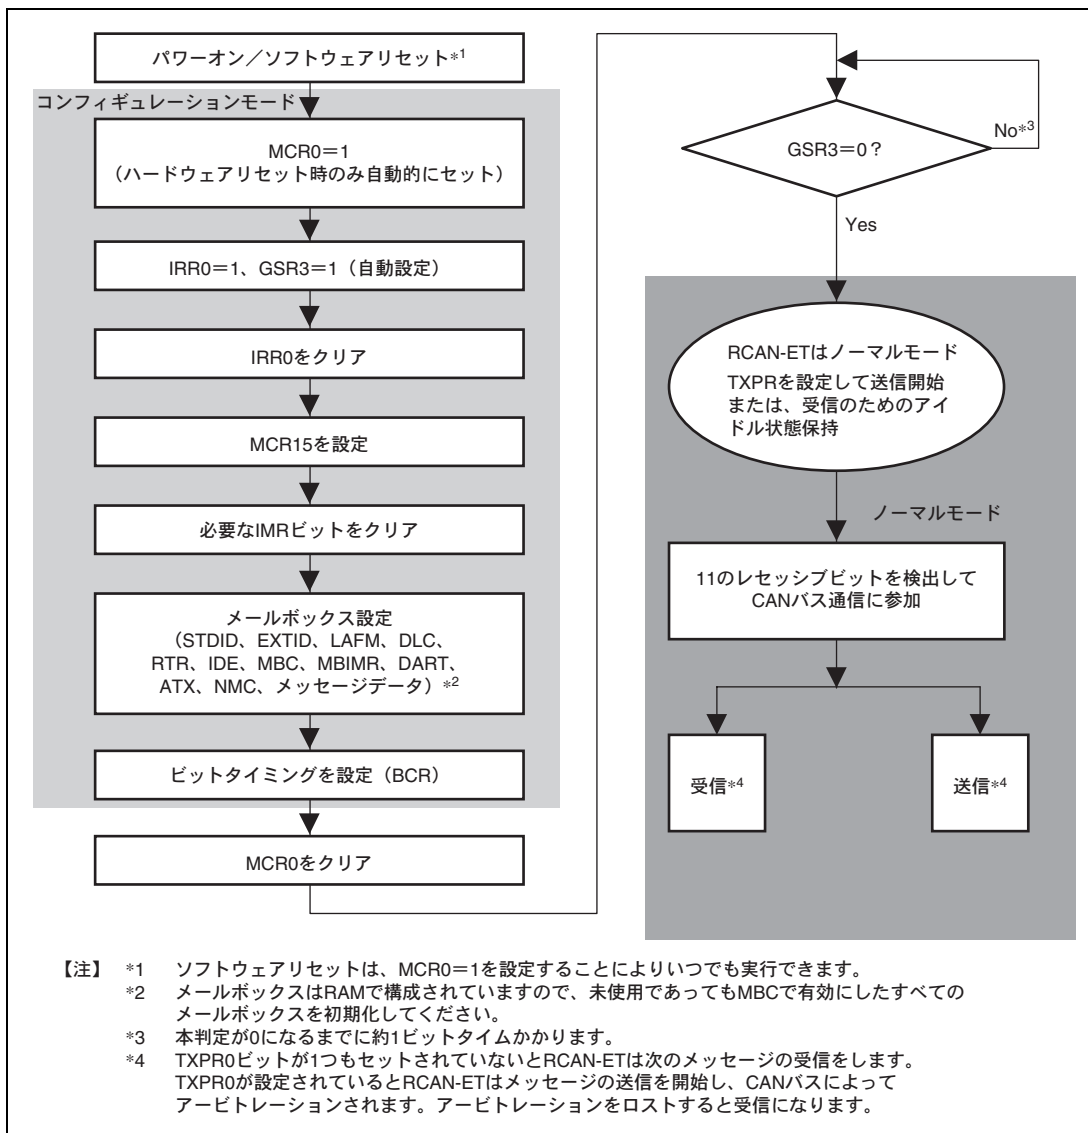 パワーオン／ソフトウェアリセット*1
コンフィギュレーションモード
MCR0＝1
（ハードウェアリセット時のみ自動的にセット）
IRR0＝1、GSR3＝1（自動設定）
IRR0をクリア
MCR15を設定
必要なIMRビットをクリア
メールボックス設定
（STDID、EXTID、LAFM、DLC、
RTR、IDE、MBC、MBIMR、DART、
ATX、NMC、メッセージデータ）*2
ビットタイミングを設定（BCR）
MCR0をクリア
GSR3＝0？
No*3
Yes
RCAN-ETはノーマルモード
TXPRを設定して送信開始
または、受信のためのアイ
ドル状態保持
ノーマルモード
11のレセッシブビットを検出して
CANバス通信に参加
受信*4
送信*4
【注】 *1 ソフトウェアリセットは、MCR0＝1を設定することによりいつでも実行できます。
*2 メールボックスはRAMで構成されていますので、未使用であってもMBCで有効にしたすべての
メールボックスを初期化してください。
*3 本判定が0になるまでに約1ビットタイムかかります。
*4 TXPR0ビットが1つもセットされていないとRCAN-ETは次のメッセージの受信をします。
TXPR0が設定されているとRCAN-ETはメッセージの送信を開始し、CANバスによって
アービトレーションされます。アービトレーションをロストすると受信になります。